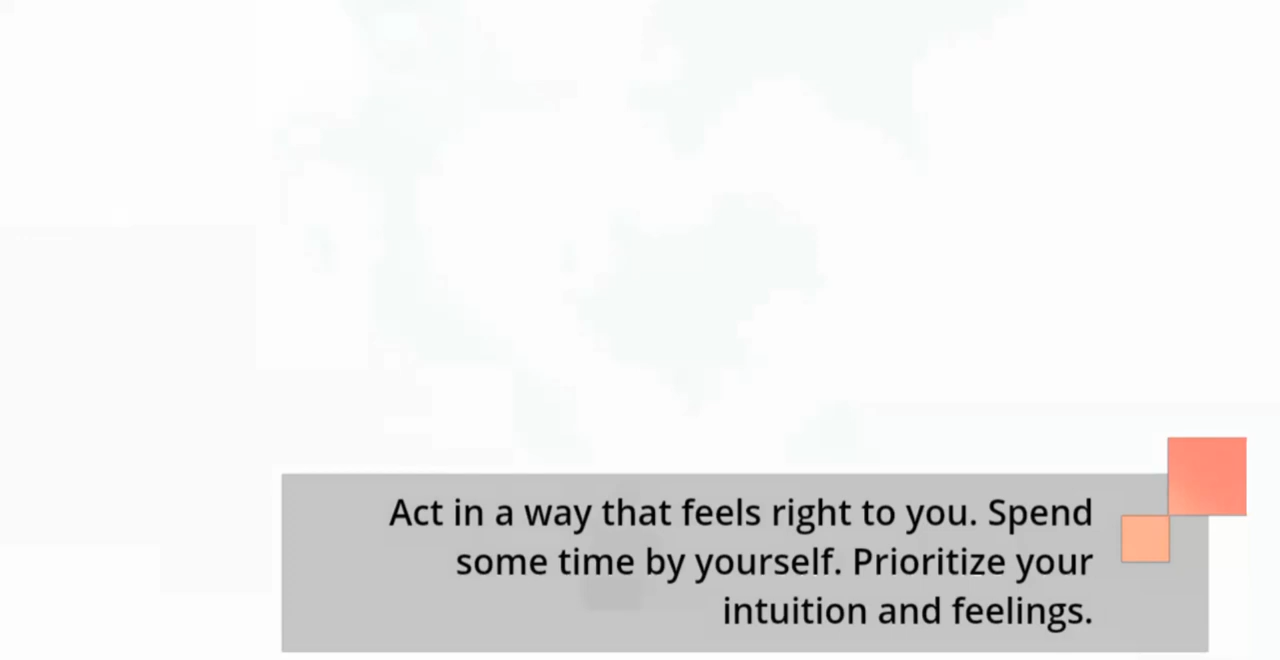 Act in a way that feels right to you. Spend
some time by yourself. Prioritize your
intuition and feelings.